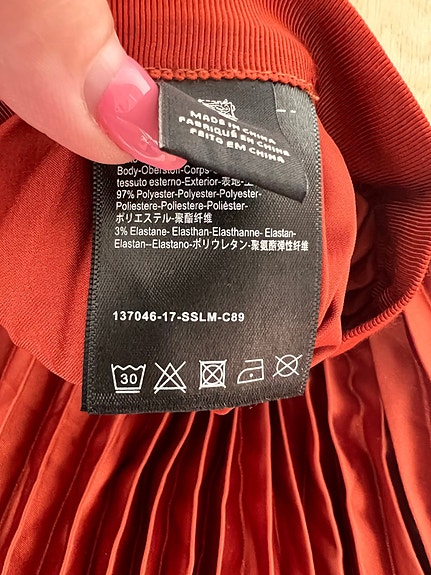 MADE IN CHINA
FABRIQUÉ EN CHINE
FEITO EM CHINA
Body-Oberstoff-Corps
tessuto esterno-Exterior-表地
97% Polyester-Polyester-Polyester-
Poliestere-Poliestere-Poliéster-
ポリエステル-聚酯纤维
3% Elastane- Elasthan-Elasthanne- Elastan-
Elastan--Elastano-ポリウレタン-聚氨酯弹性纤维
137046-17-SSLM-C89
30